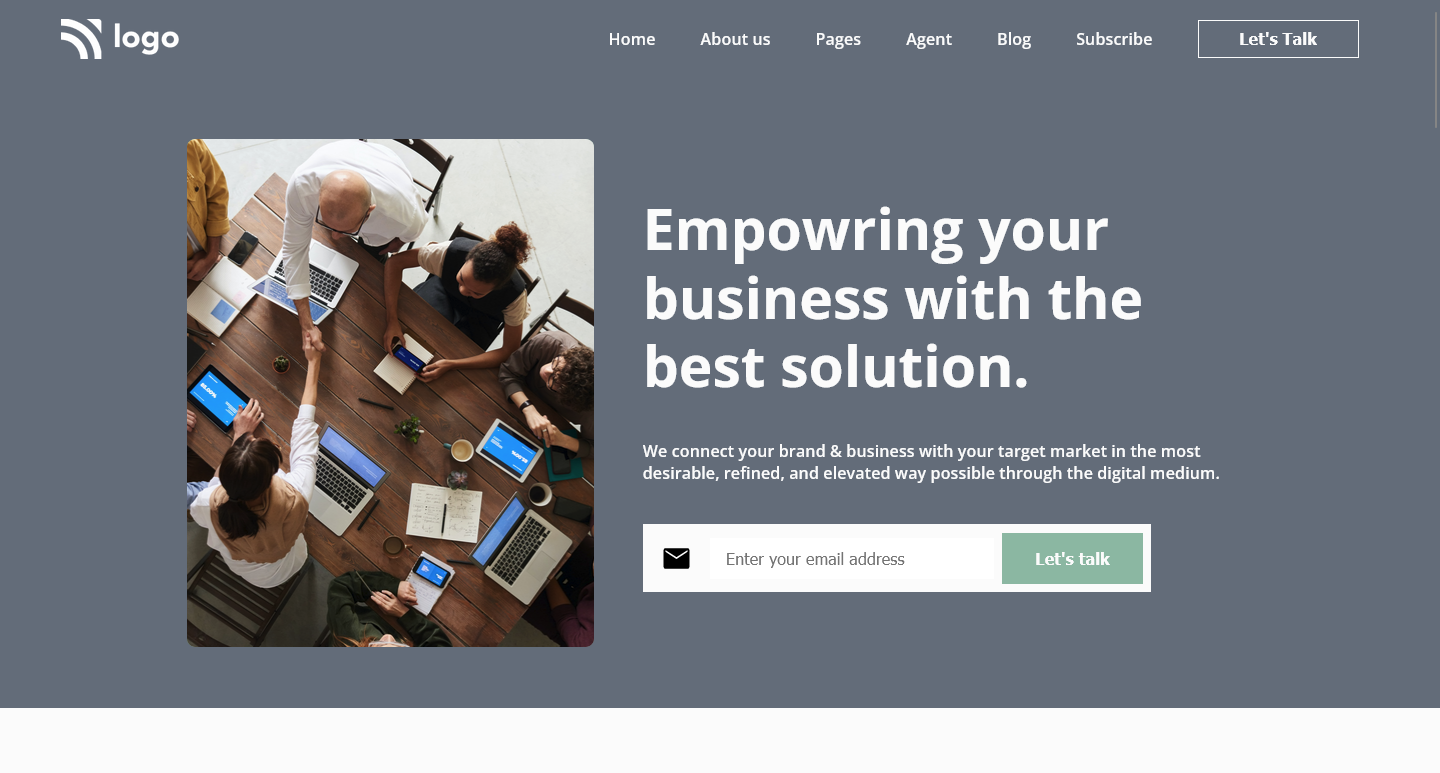 logo
Home About us Pages Agent Blog Subscribe Let's Talk
Empowring your
business with the
best solution.
We connect your brand & business with your target market in the most
desirable, refined, and elevated way possible through the digital medium.
Enter your email address Let's talk